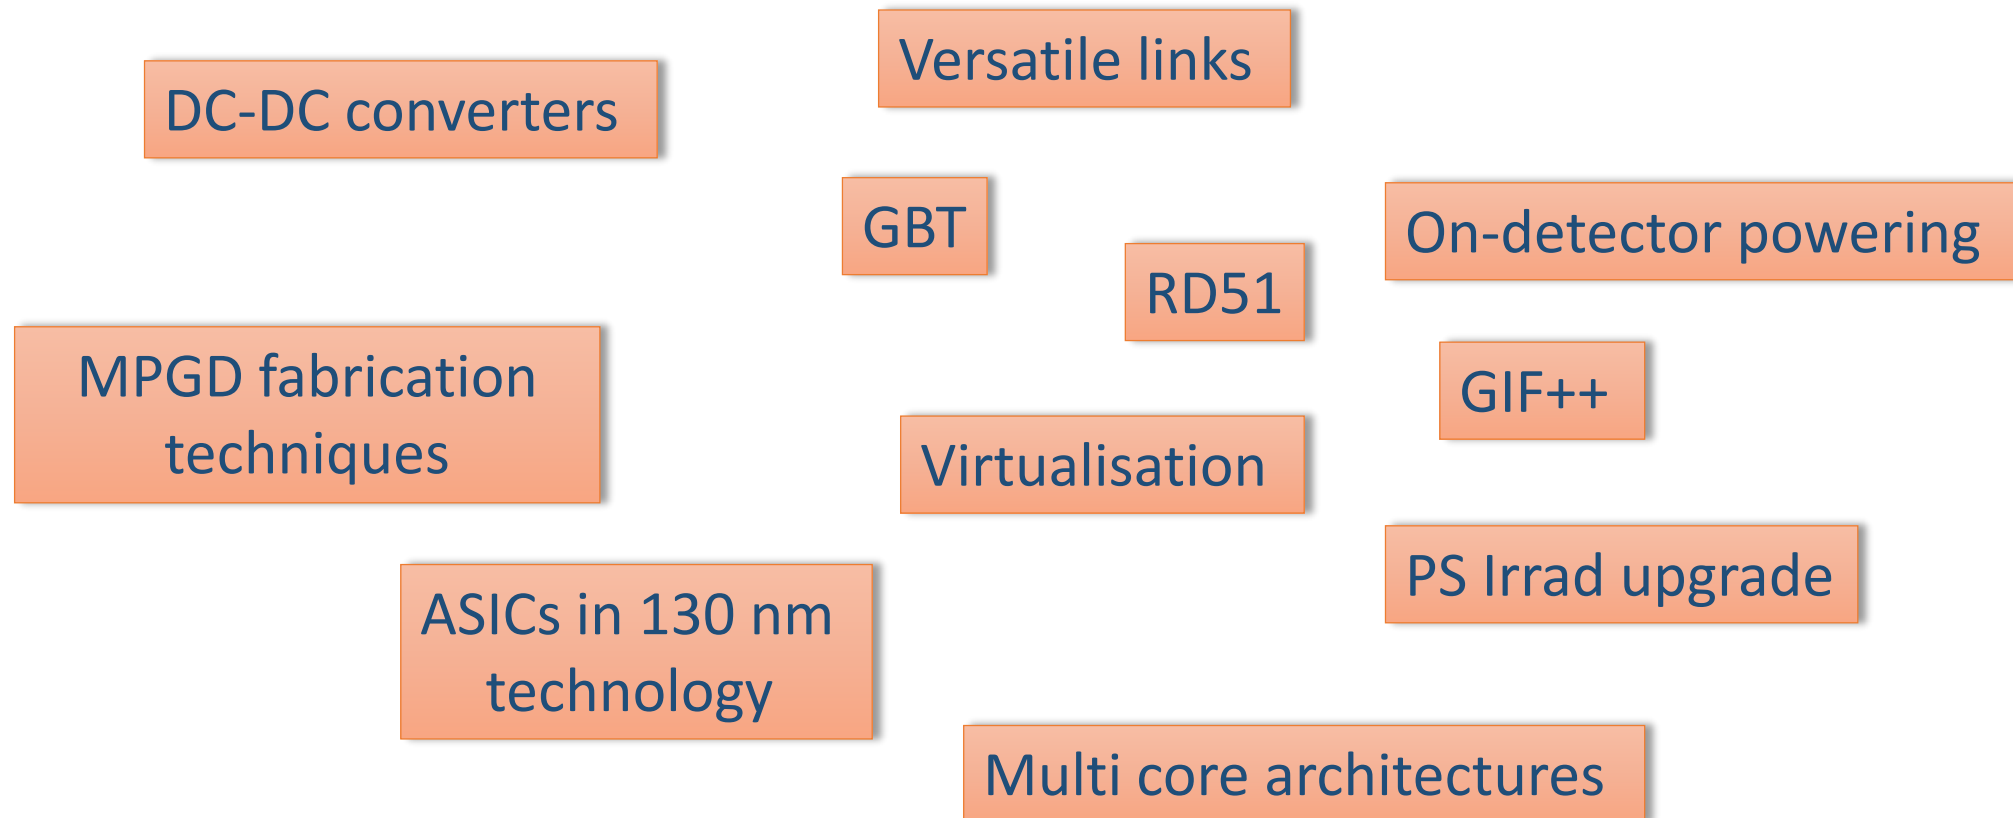 Versatile links
DC-DC converters
GBT
On-detector powering
RD51
MPGD fabrication
techniques
GIF++
Virtualisation
PS Irrad upgrade
ASICs in 130 nm
technology
Multi core architectures